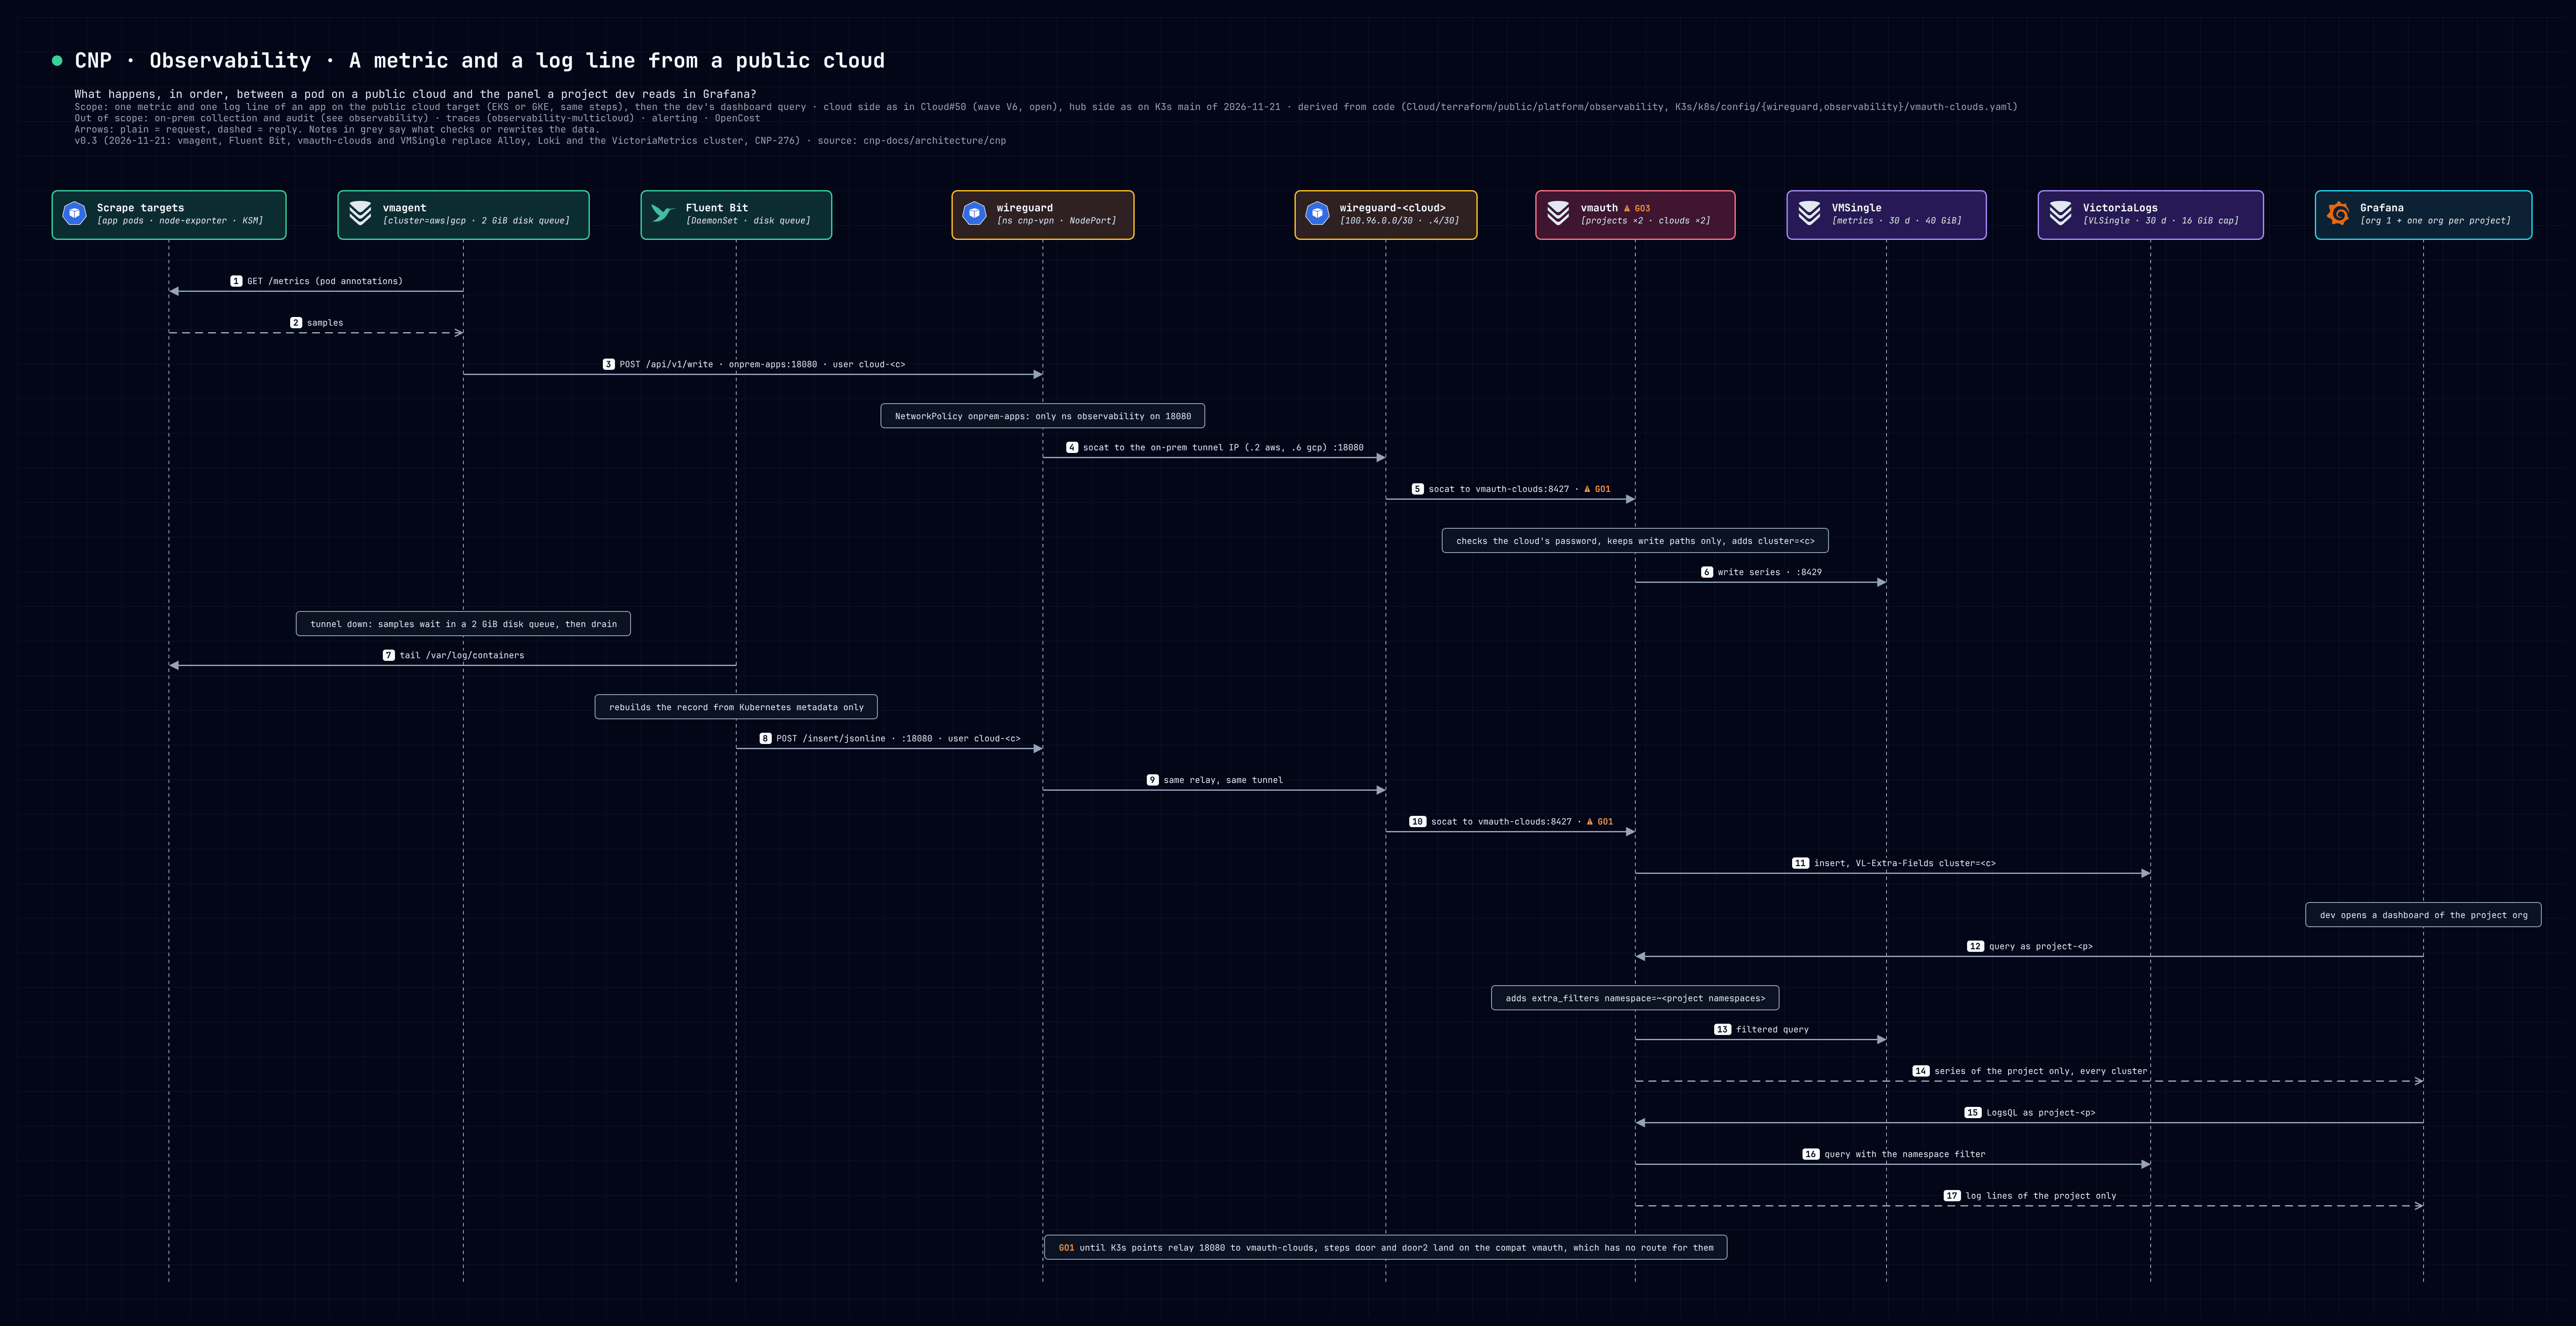 CNP · Observability · A metric and a log line from a public cloud
What happens, in order, between a pod on a public cloud and the panel a project dev reads in Grafana?
Scope: one metric and one log line of an app on the public cloud target (EKS or GKE, same steps), then the dev's dashboard query · cloud side as in Cloud#50 (wave V6, open), hub side as on K3s main of 2026-11-21 · derived from code (Cloud/terraform/public/platform/observability, K3s/k8s/config/{wireguard,observability}/vmauth-clouds.yaml)
Out of scope: on-prem collection and audit (see observability) · traces (observability-multicloud) · alerting · OpenCost
Arrows: plain = request, dashed = reply. Notes in grey say what checks or rewrites the data.
v0.3 (2026-11-21: vmagent, Fluent Bit, vmauth-clouds and VMSingle replace Alloy, Loki and the VictoriaMetrics cluster, CNP-276) · source: cnp-docs/architecture/cnp
Scrape targets
[app pods · node-exporter · KSM]
vmagent
[cluster=aws|gcp · 2 GiB disk queue]
Fluent Bit
[DaemonSet · disk queue]
wireguard
[ns cnp-vpn · NodePort]
wireguard-<cloud>
[100.96.0.0/30 · .4/30]
vmauth ⚠ GO3
[projects ×2 · clouds ×2]
VMSingle
[metrics · 30 d · 40 GiB]
VictoriaLogs
[VLSingle · 30 d · 16 GiB cap]
Grafana
[org 1 + one org per project]
1 GET /metrics (pod annotations)
2 samples
3 POST /api/v1/write · onprem-apps:18080 · user cloud-<c>
NetworkPolicy onprem-apps: only ns observability on 18080
4 socat to the on-prem tunnel IP (.2 aws, .6 gcp) :18080
5 socat to vmauth-clouds:8427 · ⚠ GO1
checks the cloud's password, keeps write paths only, adds cluster=<c>
6 write series · :8429
tunnel down: samples wait in a 2 GiB disk queue, then drain
7 tail /var/log/containers
rebuilds the record from Kubernetes metadata only
8 POST /insert/jsonline · :18080 · user cloud-<c>
9 same relay, same tunnel
10 socat to vmauth-clouds:8427 · ⚠ GO1
11 insert, VL-Extra-Fields cluster=<c>
dev opens a dashboard of the project org
12 query as project-<p>
adds extra_filters namespace=~<project namespaces>
13 filtered query
14 series of the project only, every cluster
15 LogsQL as project-<p>
16 query with the namespace filter
17 log lines of the project only
GO1 until K3s points relay 18080 to vmauth-clouds, steps door and door2 land on the compat vmauth, which has no route for them